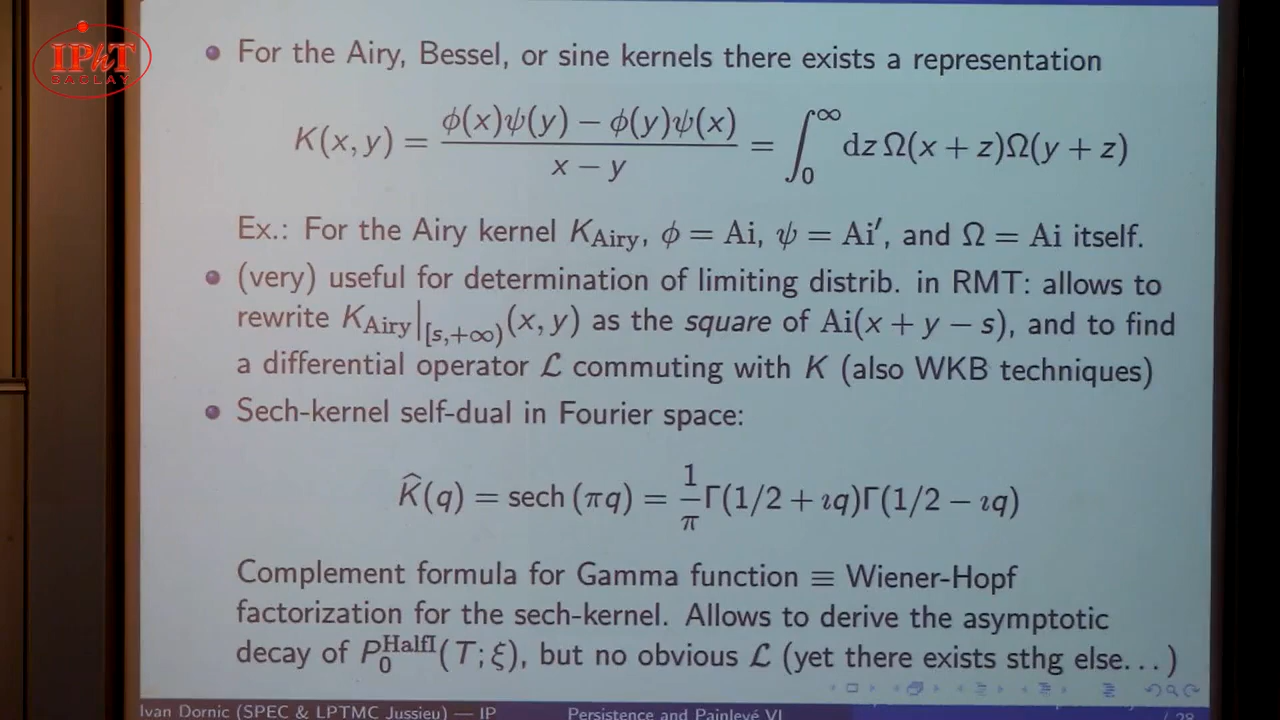 IPhT
SACLAY
For the Airy, Bessel, or sine kernels there exists a representation
K(x, y) = (ϕ(x)ψ(y) − ϕ(y)ψ(x)) / (x − y) = ∫₀^∞ dz Ω(x + z)Ω(y + z)
Ex.: For the Airy kernel K_Airy, ϕ = Ai, ψ = Ai′, and Ω = Ai itself.
(very) useful for determination of limiting distrib. in RMT: allows to
rewrite K_Airy|_[s,+∞)(x, y) as the square of Ai(x + y − s), and to find
a differential operator ℒ commuting with K (also WKB techniques)
Sech-kernel self-dual in Fourier space:
K̂(q) = sech (πq) = (1/π) Γ(1/2 + ıq)Γ(1/2 − ıq)
Complement formula for Gamma function ≡ Wiener-Hopf
factorization for the sech-kernel. Allows to derive the asymptotic
decay of P₀^HalfI(T; ξ), but no obvious ℒ (yet there exists sthg else...)
Ivan Dornic (SPEC & LPTMC Jussieu) — IP Persistence and Painlevé VI / 28